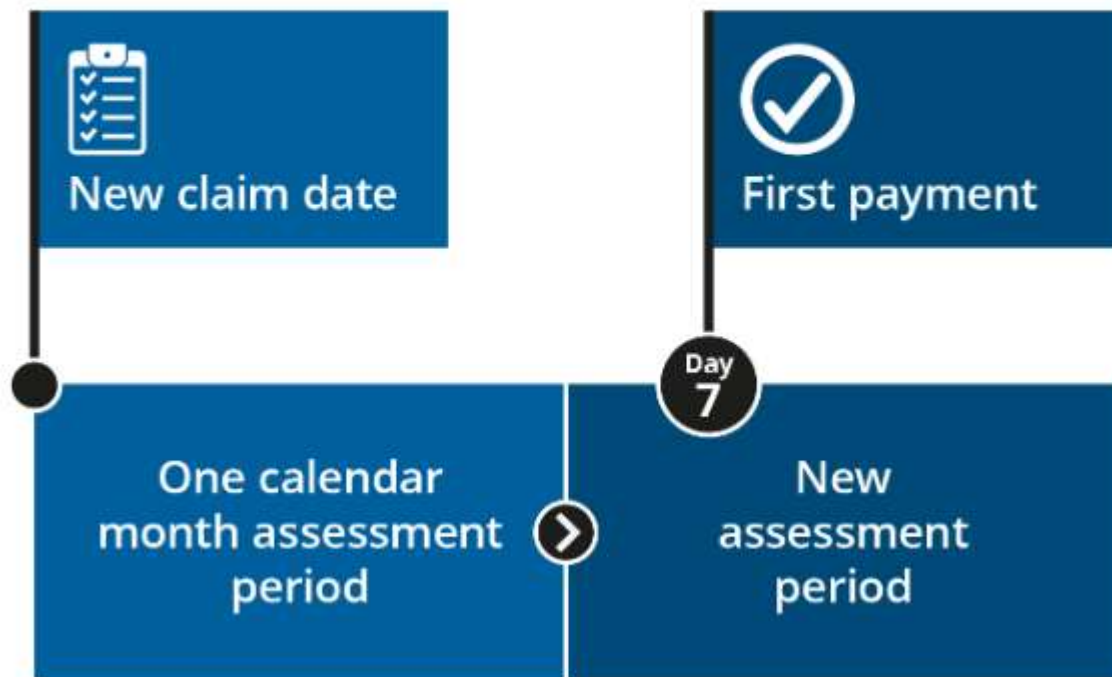 New claim date
First payment
Day
7
One calendar
month assessment
period
New
assessment
period